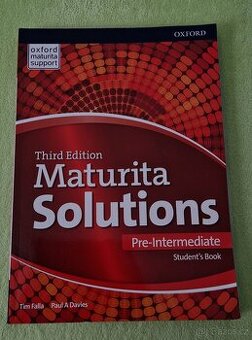 OXFORD
oxford
maturita
support
Third Edition
Maturita
Solutions
Pre-Intermediate
Student's Book
Tim Falla Paul A Davies